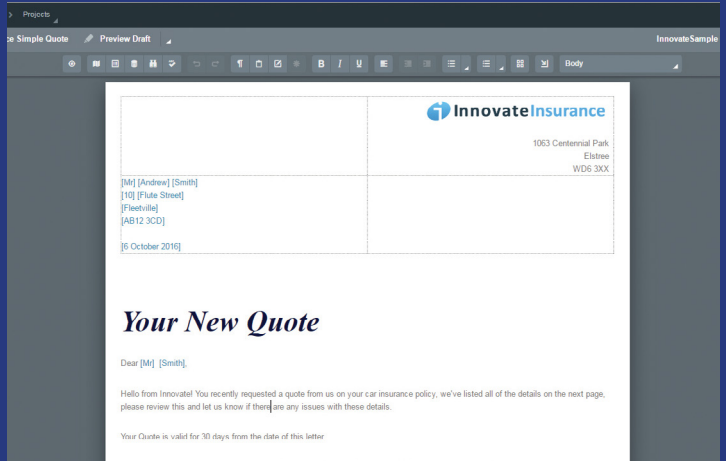 Projects
ce Simple Quote Preview Draft InnovateSample
B I U Body
InnovateInsurance
1063 Centennial Park
Elstree
WD6 3XX
[Mr] [Andrew] [Smith]
[10] [Flute Street]
[Fleetville]
[AB12 3CD]
[6 October 2016]
Your New Quote
Dear [Mr] [Smith],
Hello from Innovate! You recently requested a quote from us on your car insurance policy, we've listed all of the details on the next page,
please review this and let us know if there are any issues with these details.
Your Quote is valid for 30 days from the date of this letter